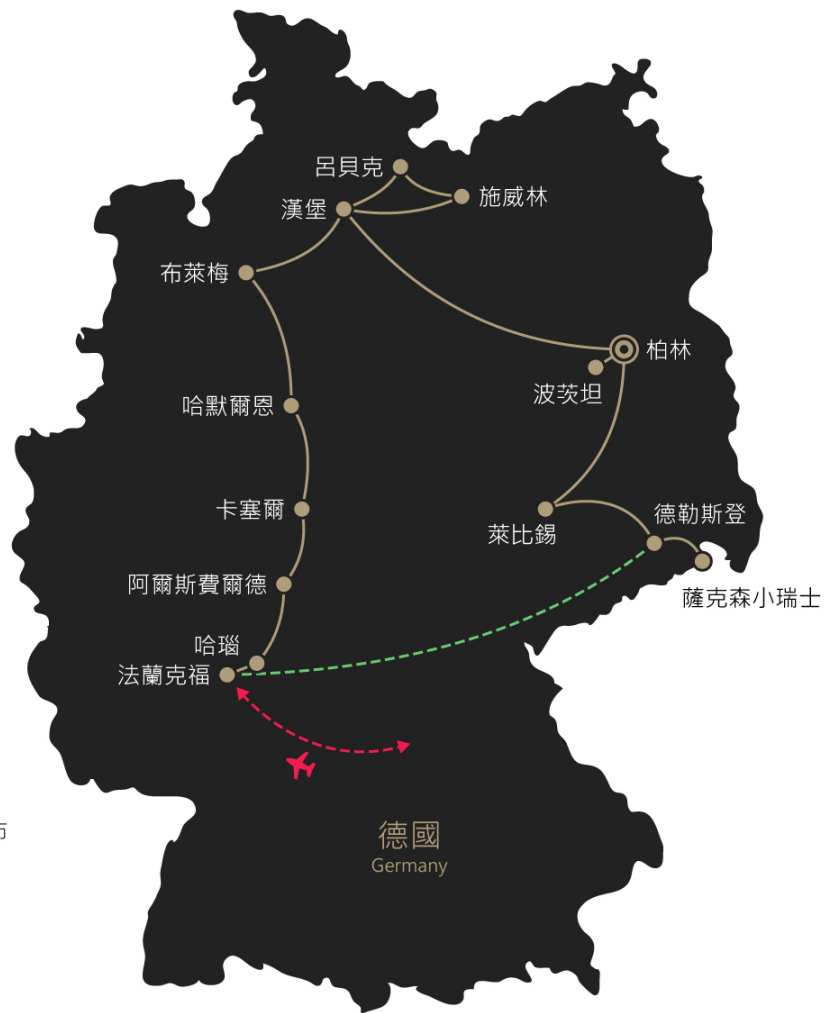 呂貝克
施威林
漢堡
布萊梅
柏林
波茨坦
哈默爾恩
卡塞爾
萊比錫
德勒斯登
阿爾斯費爾德
薩克森小瑞士
哈瑙
法蘭克福
德國
Germany